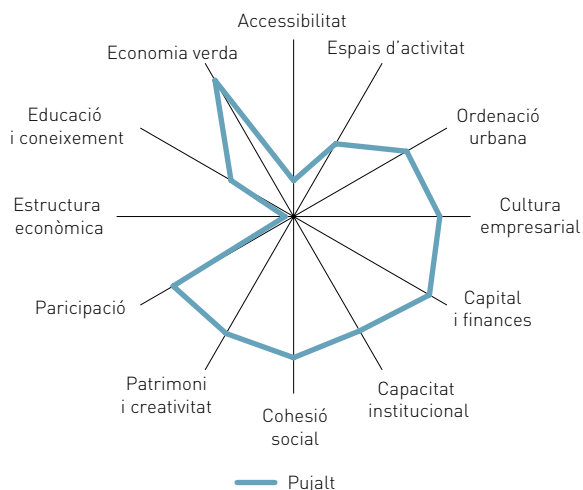 Accessibilitat
Espais d'activitat
Ordenació
urbana
Cultura
empresarial
Capital
i finances
Capacitat
institucional
Cohesió
social
Patrimoni
i creativitat
Paricipació
Estructura
econòmica
Educació
i coneixement
Economia verda
Pujalt